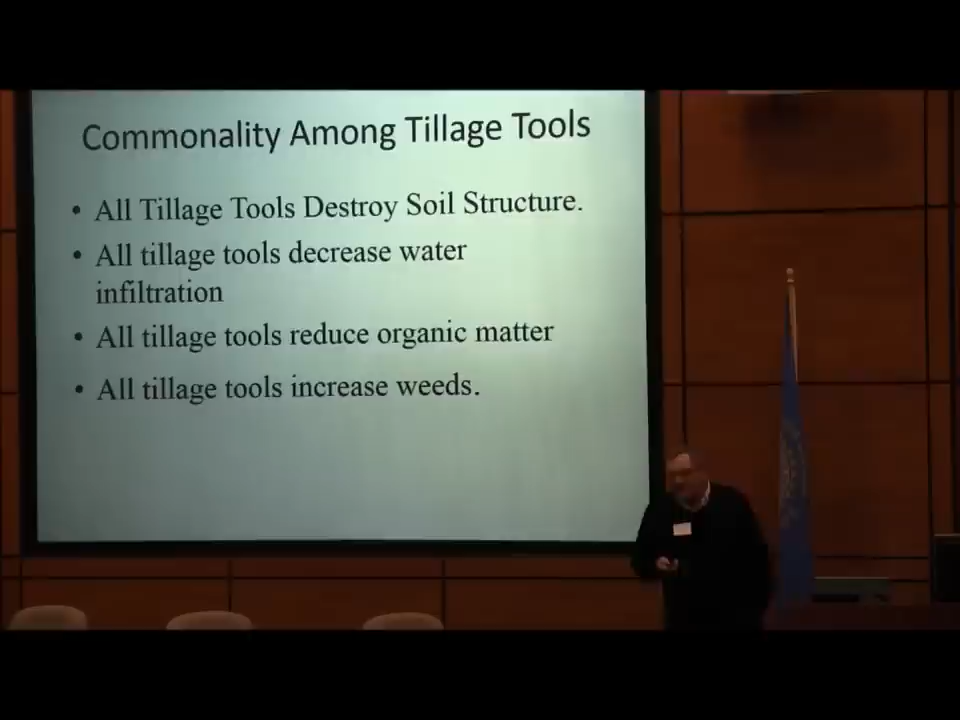 Commonality Among Tillage Tools
• All Tillage Tools Destroy Soil Structure.
• All tillage tools decrease water
infiltration
• All tillage tools reduce organic matter
• All tillage tools increase weeds.